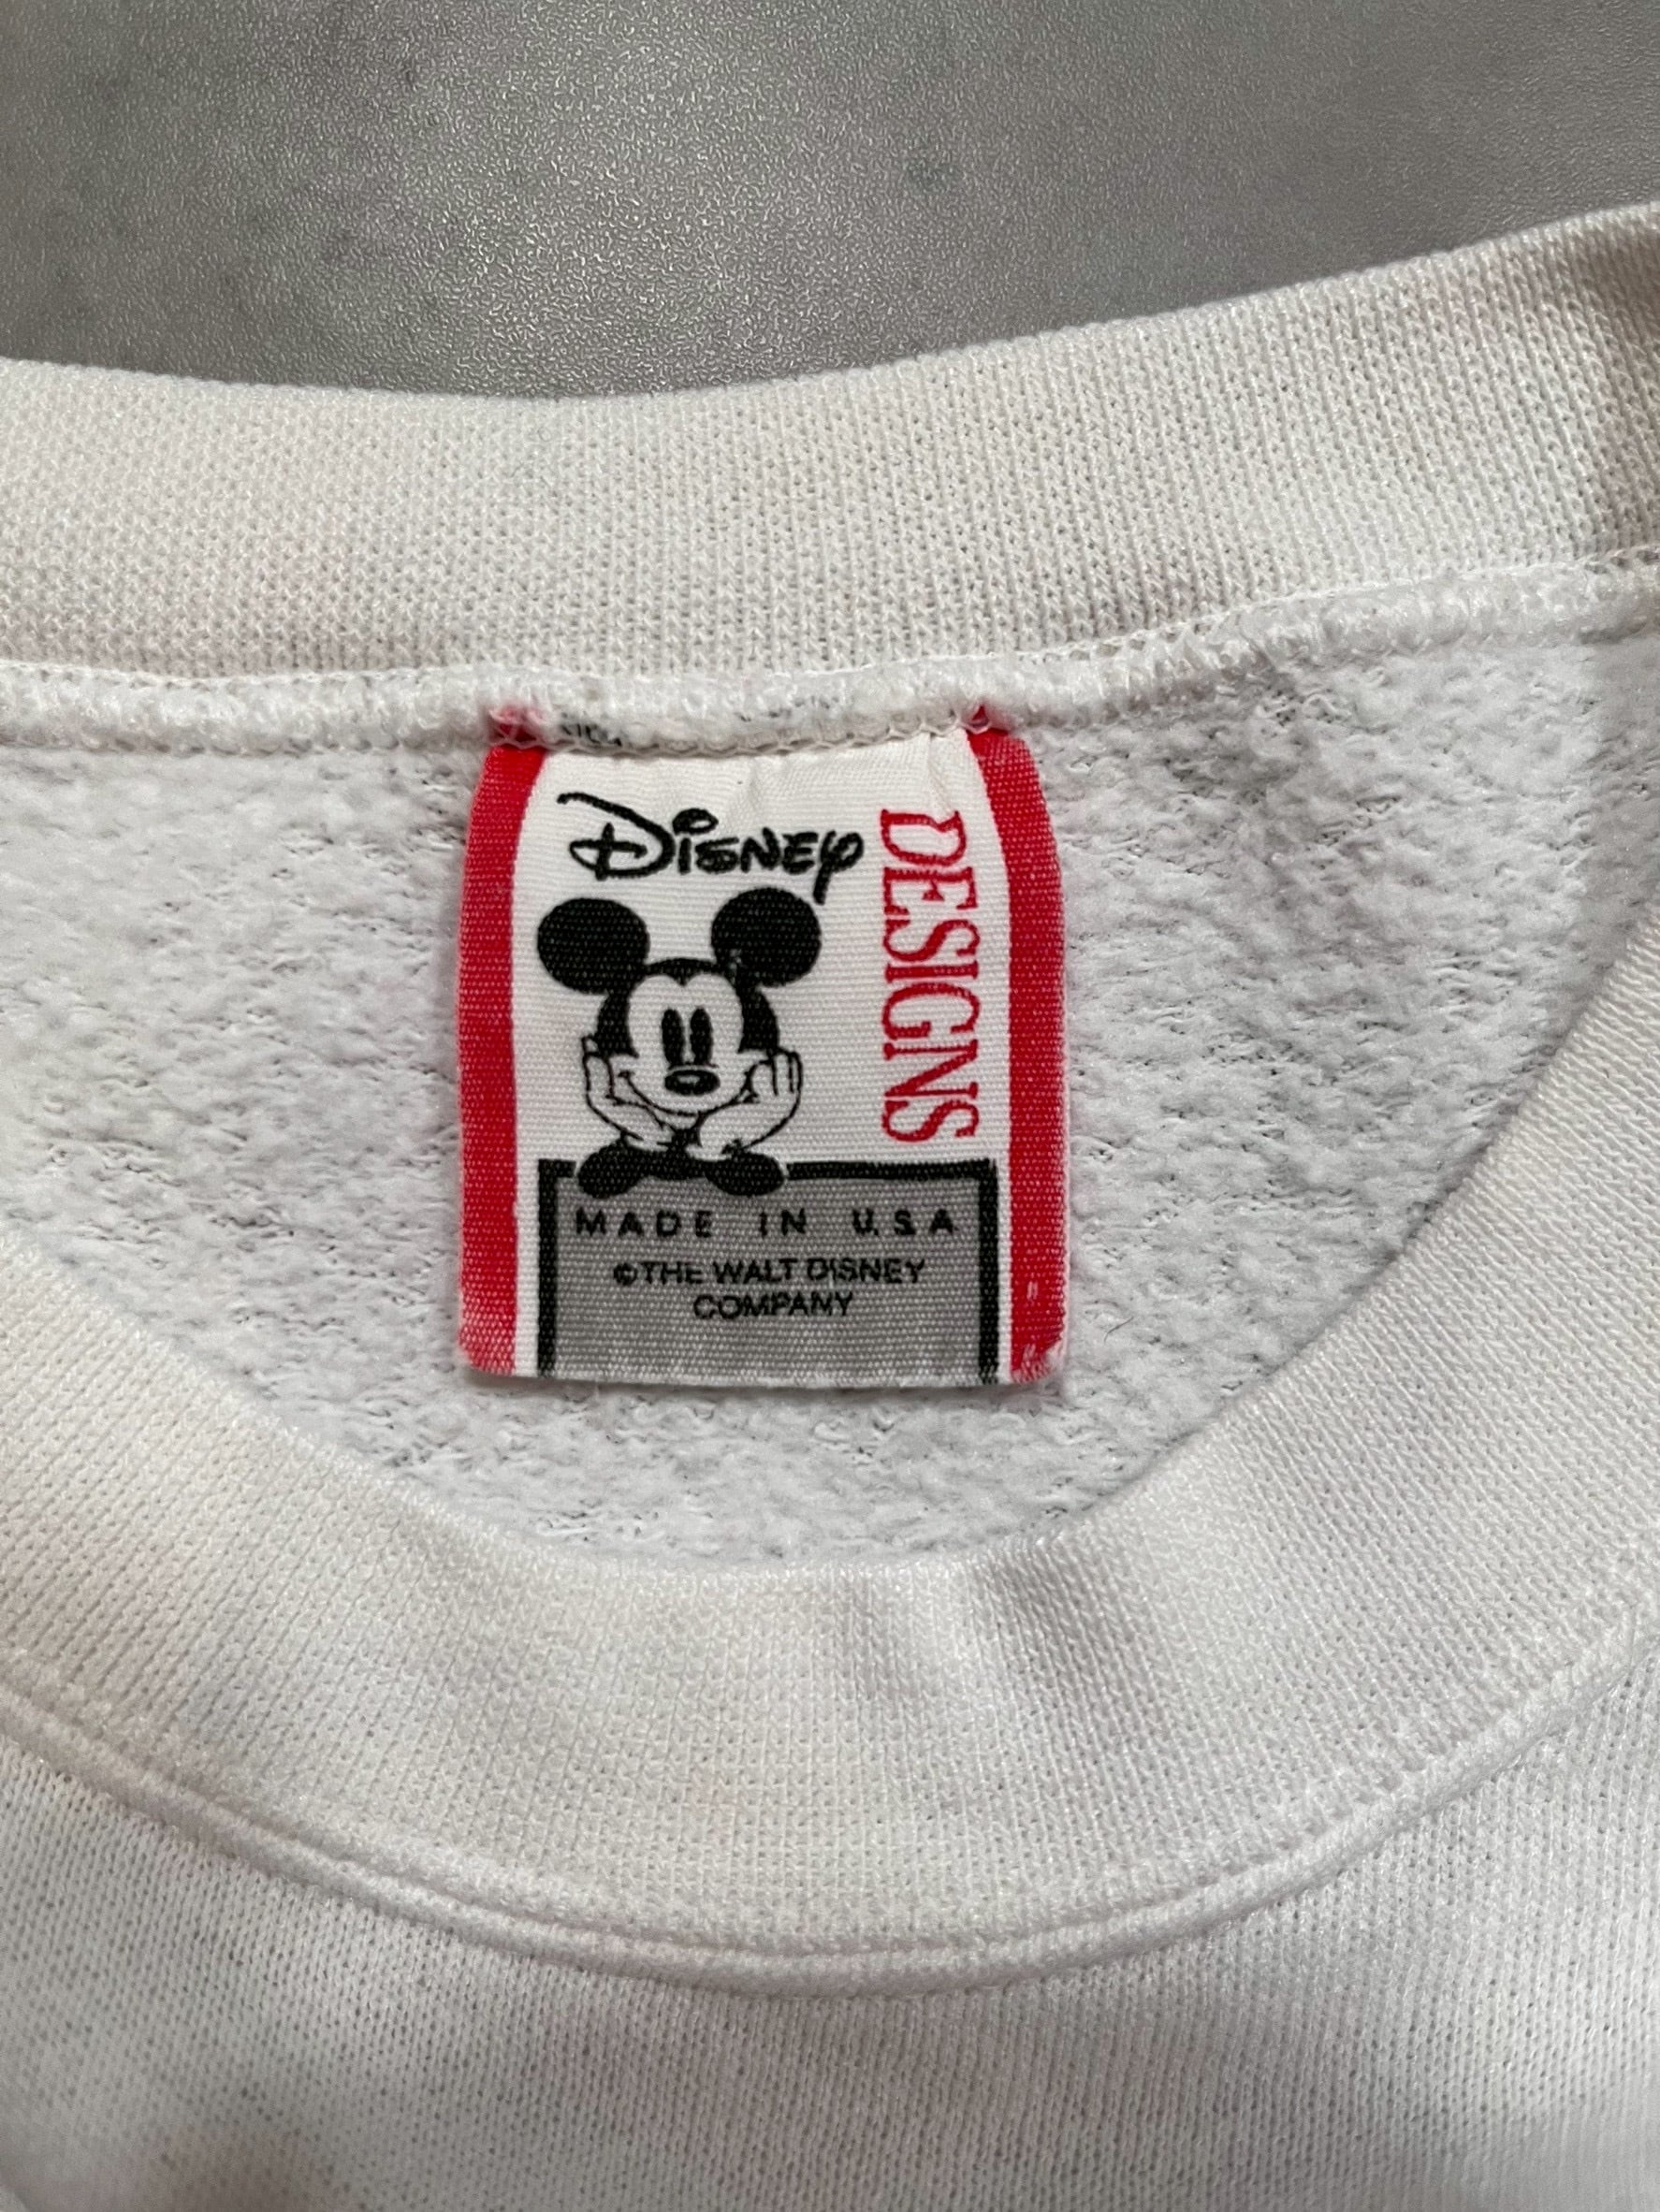 Disney
DESIGNS
MADE IN U.S.A
©THE WALT DISNEY
COMPANY